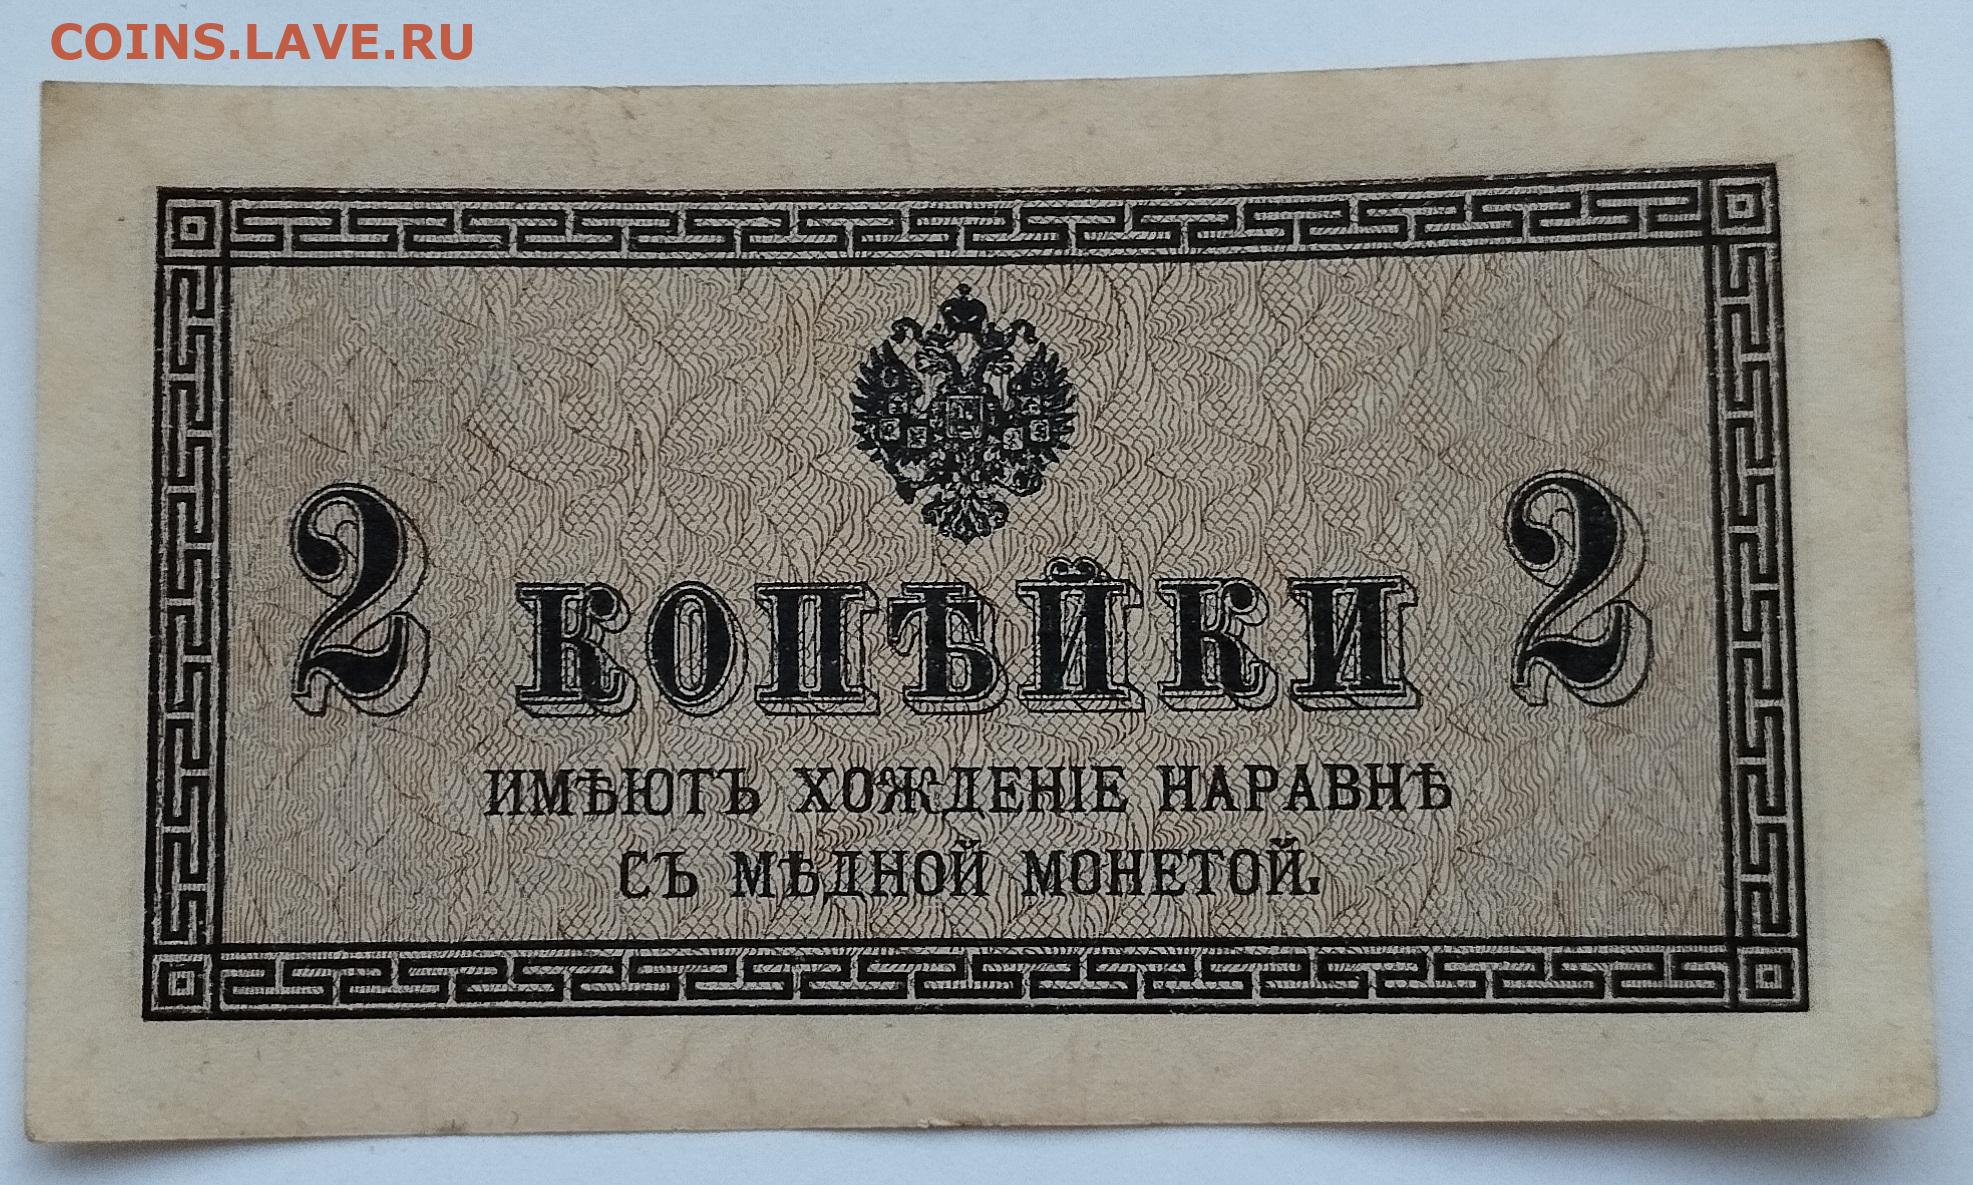 COINS.LAVE.RU
2 КОПѢЙКИ 2
ИМѢЮТЪ ХОЖДЕНІЕ НАРАВНѢ
СЪ МѢДНОЙ МОНЕТОЙ.